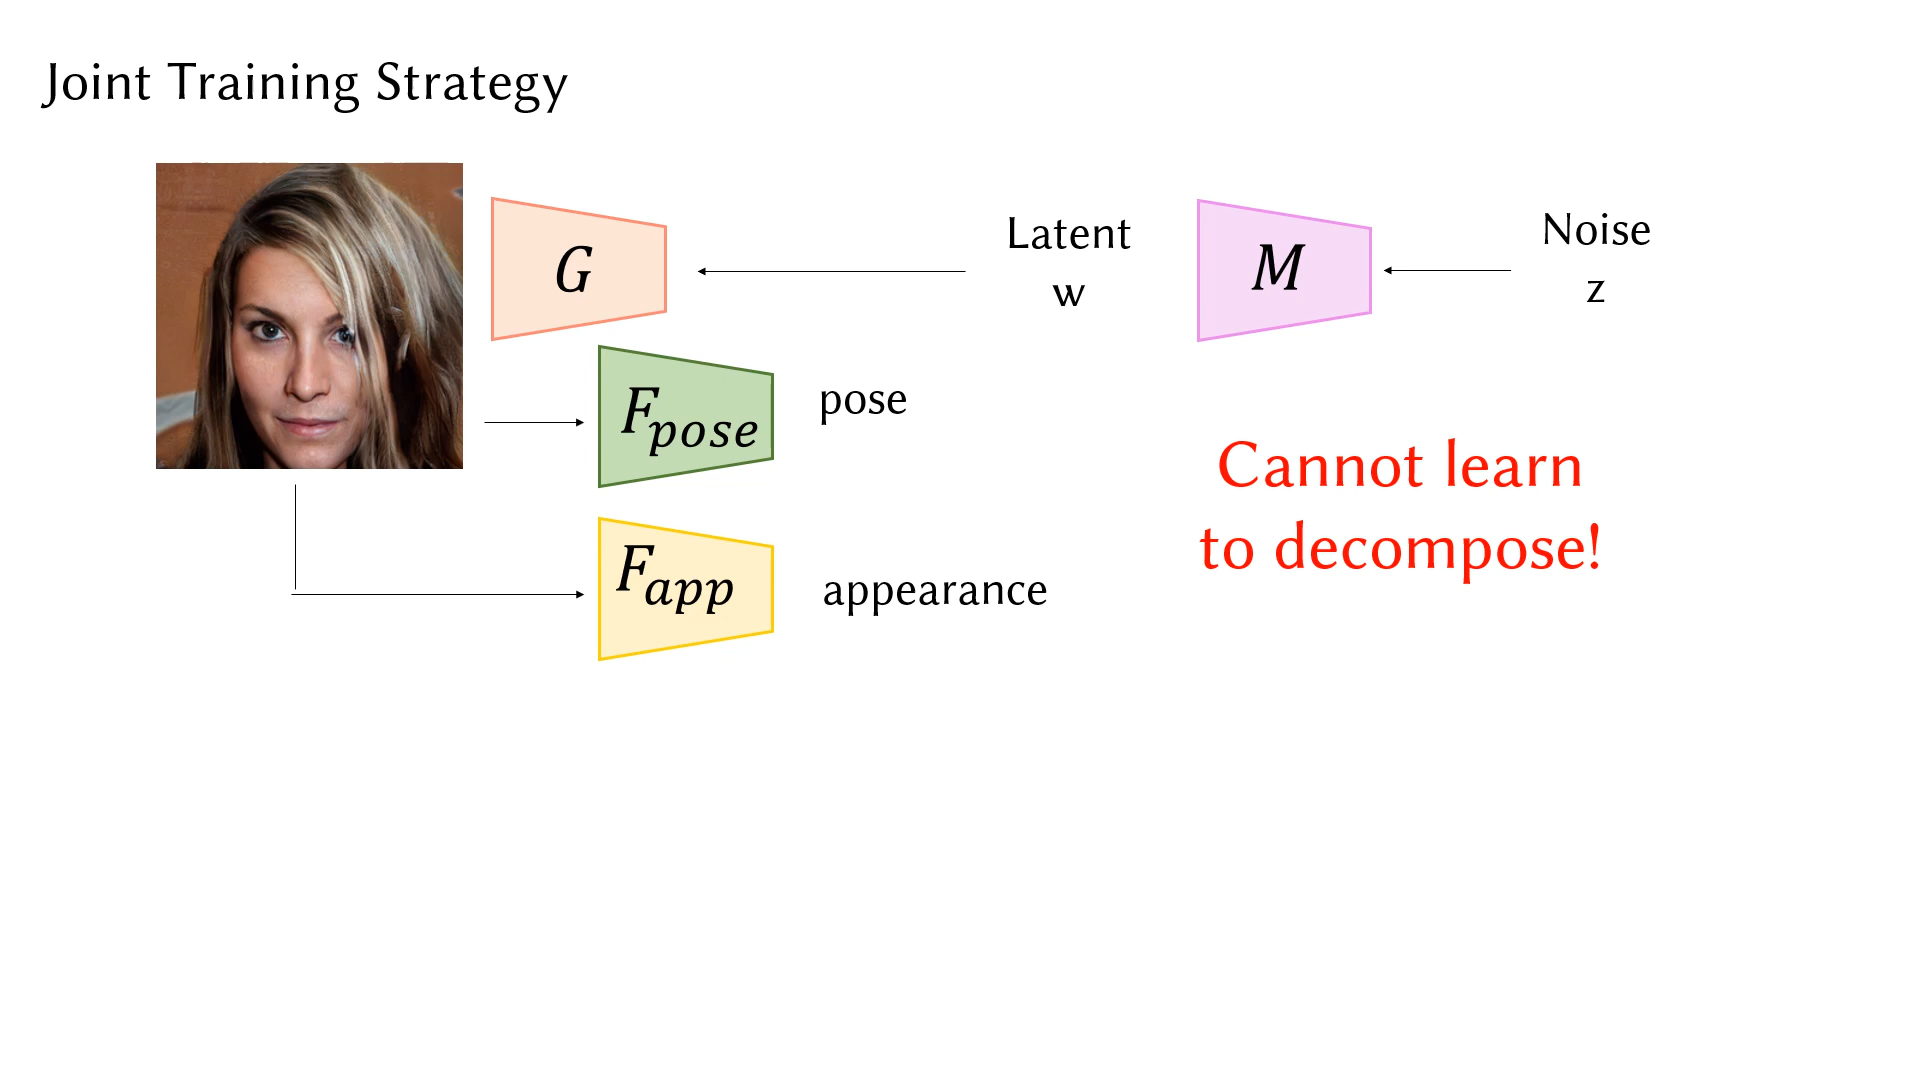 Joint Training Strategy
G
Latent
w
M
Noise
z
F_pose
pose
Cannot learn
to decompose!
F_app
appearance